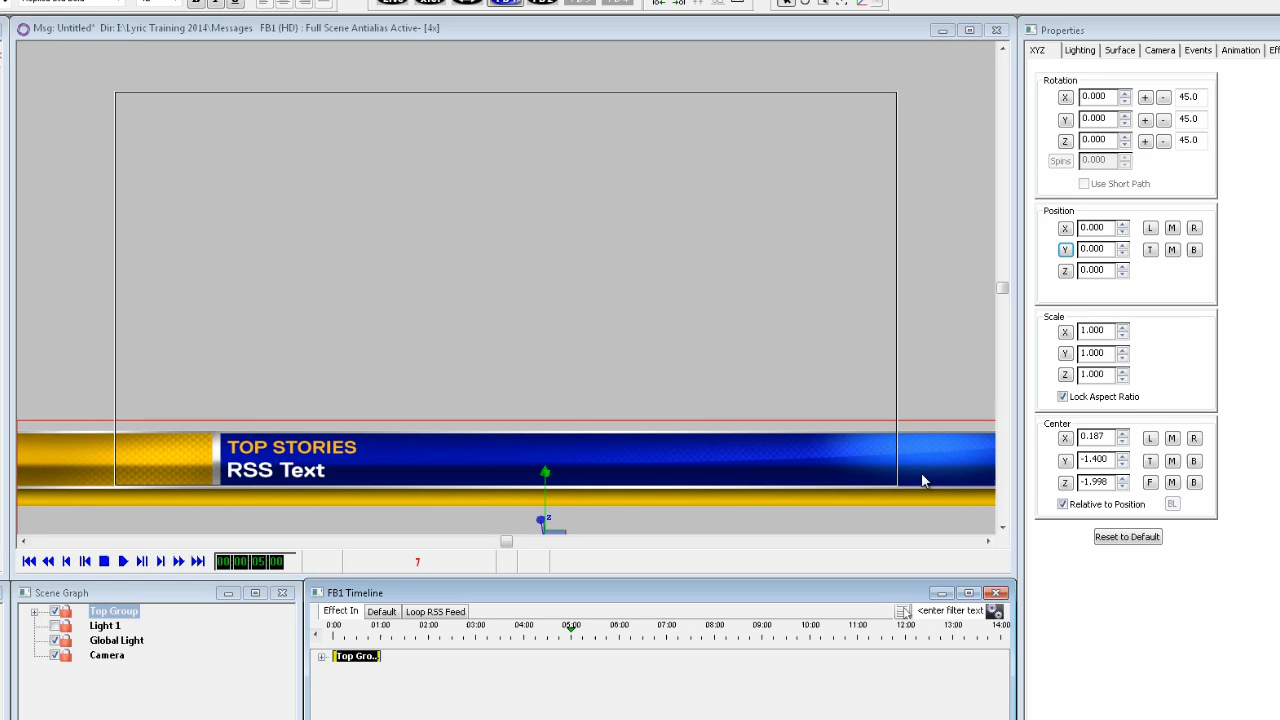 Msg: Untitled* Dir:I:\Lyric Training 2014\Messages FB1 (HD) : Full Scene Antialias Active- [4x]
Properties
XYZ Lighting Surface Camera Events Animation
Rotation
X 0.000 + - 45.0
Y 0.000 + - 45.0
Z 0.000 + - 45.0
Spins 0.000
Use Short Path
Position
X 0.000 L M R
Y 0.000 T M B
Z 0.000
Scale
X 1.000
Y 1.000
Z 1.000
Lock Aspect Ratio
Center
X 0.187 L M R
Y -1.400 T M B
Z -1.998 F M B
Relative to Position BL
Reset to Default
TOP STORIES
RSS Text
z
00:00:05:00
7
Scene Graph
Top Group
Light 1
Global Light
Camera
FB1 Timeline
Effect In Default Loop RSS Feed <enter filter text
0:00 01:00 02:00 03:00 04:00 05:00 06:00 07:00 08:00 09:00 10:00 11:00 12:00 13:00 14:00
Top Gro..